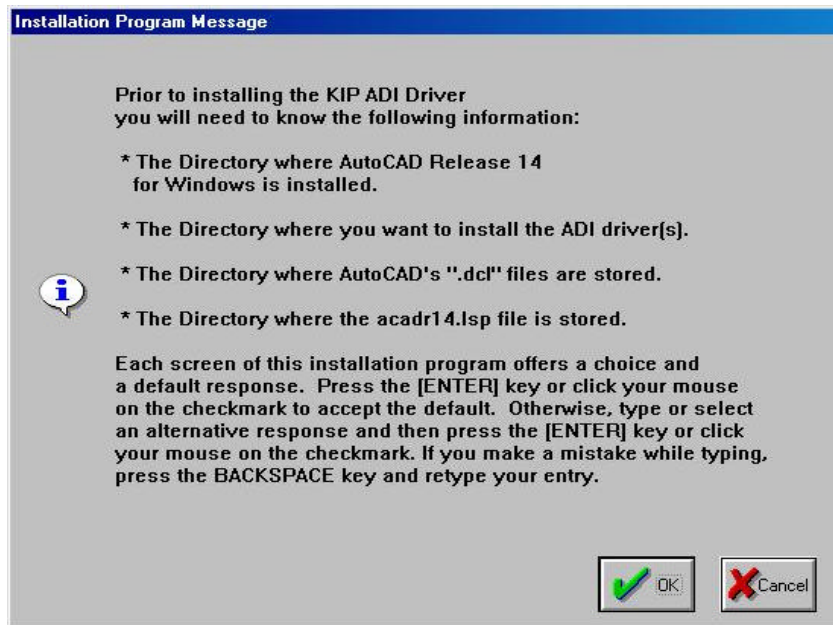 Installation Program Message
Prior to installing the KIP ADI Driver
you will need to know the following information:
* The Directory where AutoCAD Release 14
for Windows is installed.
* The Directory where you want to install the ADI driver(s).
* The Directory where AutoCAD's ".dcl" files are stored.
* The Directory where the acadr14.lsp file is stored.
Each screen of this installation program offers a choice and
a default response.  Press the [ENTER] key or click your mouse
on the checkmark to accept the default.  Otherwise, type or select
an alternative response and then press the [ENTER] key or click
your mouse on the checkmark. If you make a mistake while typing,
press the BACKSPACE key and retype your entry.
OK
Cancel